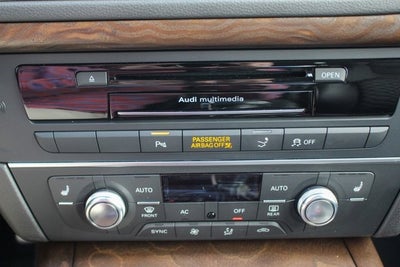 OPEN
Audi multimedia
P
PASSENGER
AIRBAG OFF
OFF
AUTO
AUTO
FRONT
AC
OFF
REAR
SYNC